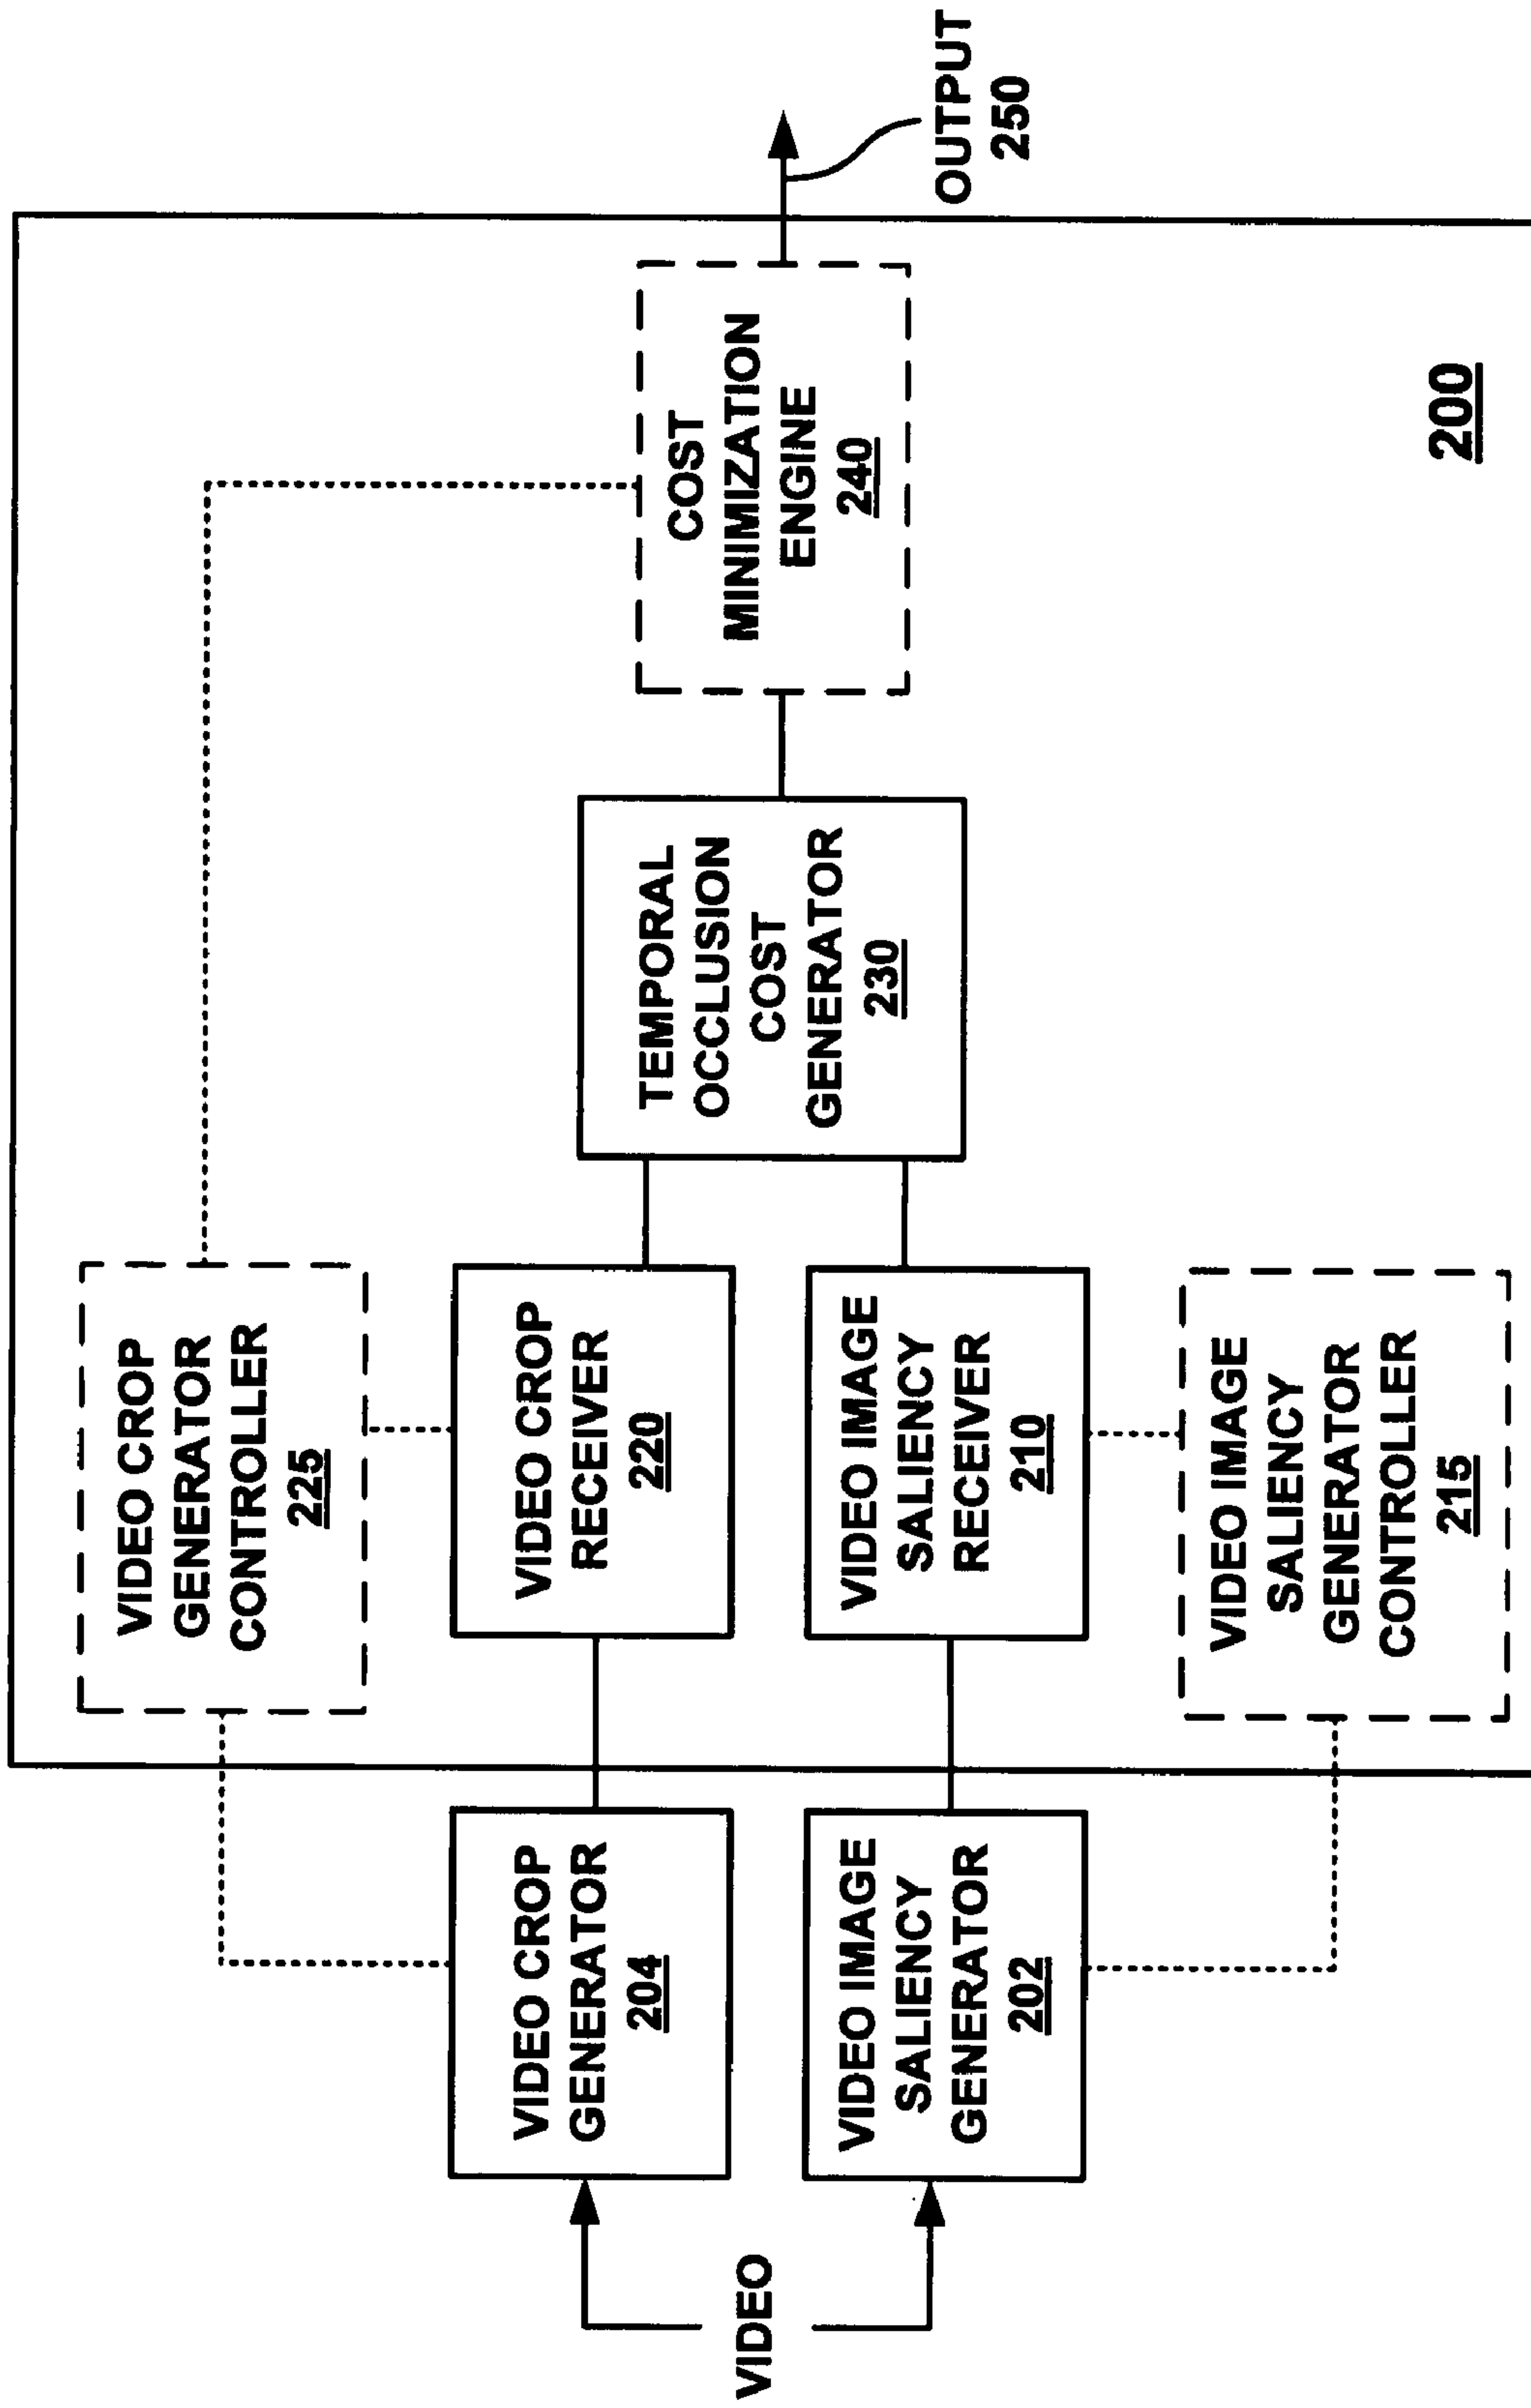 VIDEO
VIDEO CROP
GENERATOR
204
VIDEO IMAGE
SALIENCY
GENERATOR
202
VIDEO CROP
GENERATOR
CONTROLLER
225
VIDEO CROP
RECEIVER
220
VIDEO IMAGE
SALIENCY
RECEIVER
210
VIDEO IMAGE
SALIENCY
GENERATOR
CONTROLLER
215
TEMPORAL
OCCLUSION
COST
GENERATOR
230
COST
MINIMIZATION
ENGINE
240
OUTPUT
250
200